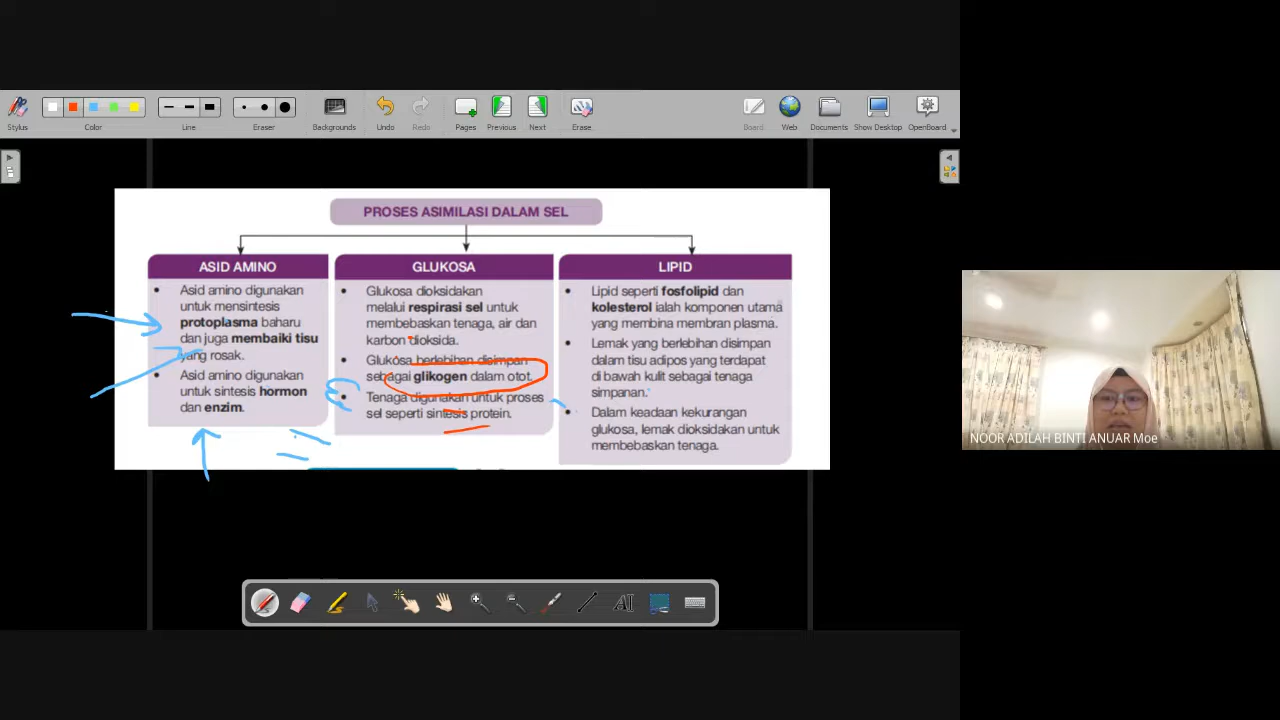 Stylus
Color
Line
Eraser
Backgrounds
Undo
Redo
Pages
Previous
Next
Erase
Board
Web
Documents
Show Desktop
OpenBoard
PROSES ASIMILASI DALAM SEL
ASID AMINO
Asid amino digunakan
untuk mensintesis
protoplasma baharu
dan juga membaiki tisu
yang rosak.
Asid amino digunakan
untuk sintesis hormon
dan enzim.
GLUKOSA
Glukosa dioksidakan
melalui respirasi sel untuk
membebaskan tenaga, air dan
karbon dioksida.
Glukosa berlebihan disimpan
sebagai glikogen dalam otot.
Tenaga digunakan untuk proses
sel seperti sintesis protein.
LIPID
Lipid seperti fosfolipid dan
kolesterol ialah komponen utama
yang membina membran plasma.
Lemak yang berlebihan disimpan
dalam tisu adipos yang terdapat
di bawah kulit sebagai tenaga
simpanan.
Dalam keadaan kekurangan
glukosa, lemak dioksidakan untuk
membebaskan tenaga.
NOOR ADILAH BINTI ANUAR Moe
AI